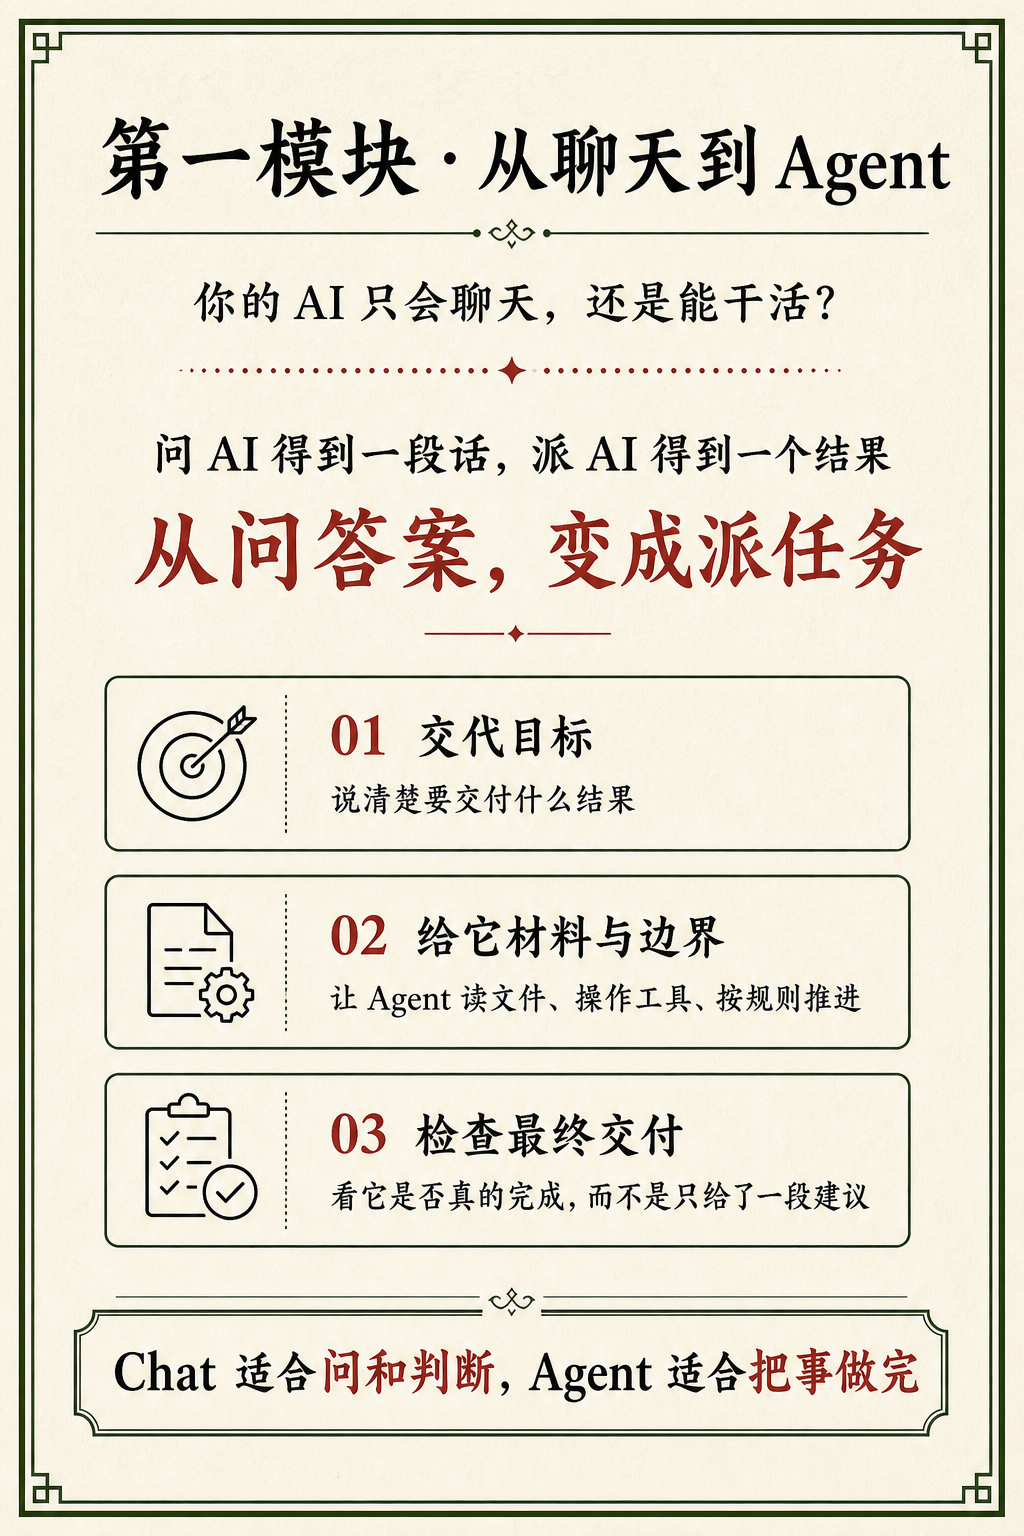 第一模块·从聊天到 Agent
你的 AI 只会聊天，还是能干活？
问 AI 得到一段话，派 AI 得到一个结果
从问答案，变成派任务
01 交代目标
说清楚要交付什么结果
02 给它材料与边界
让 Agent 读文件、操作工具、按规则推进
03 检查最终交付
看它是否真的完成，而不是只给了一段建议
Chat 适合问和判断，Agent 适合把事做完